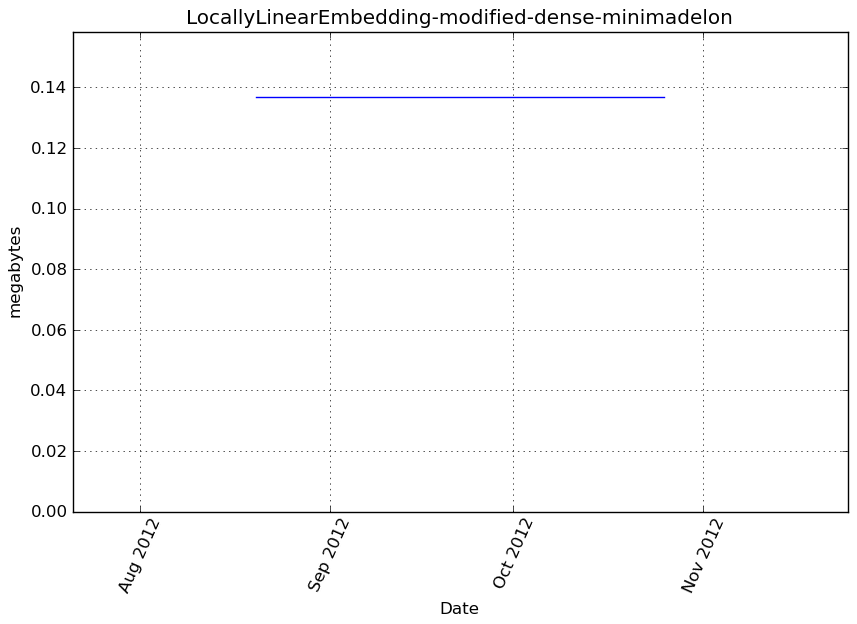 LocallyLinearEmbedding-modified-dense-minimadelon
0.14
0.12
0.10
0.08
0.06
0.04
0.02
0.00
megabytes
Aug 2012
Sep 2012
Oct 2012
Nov 2012
Date